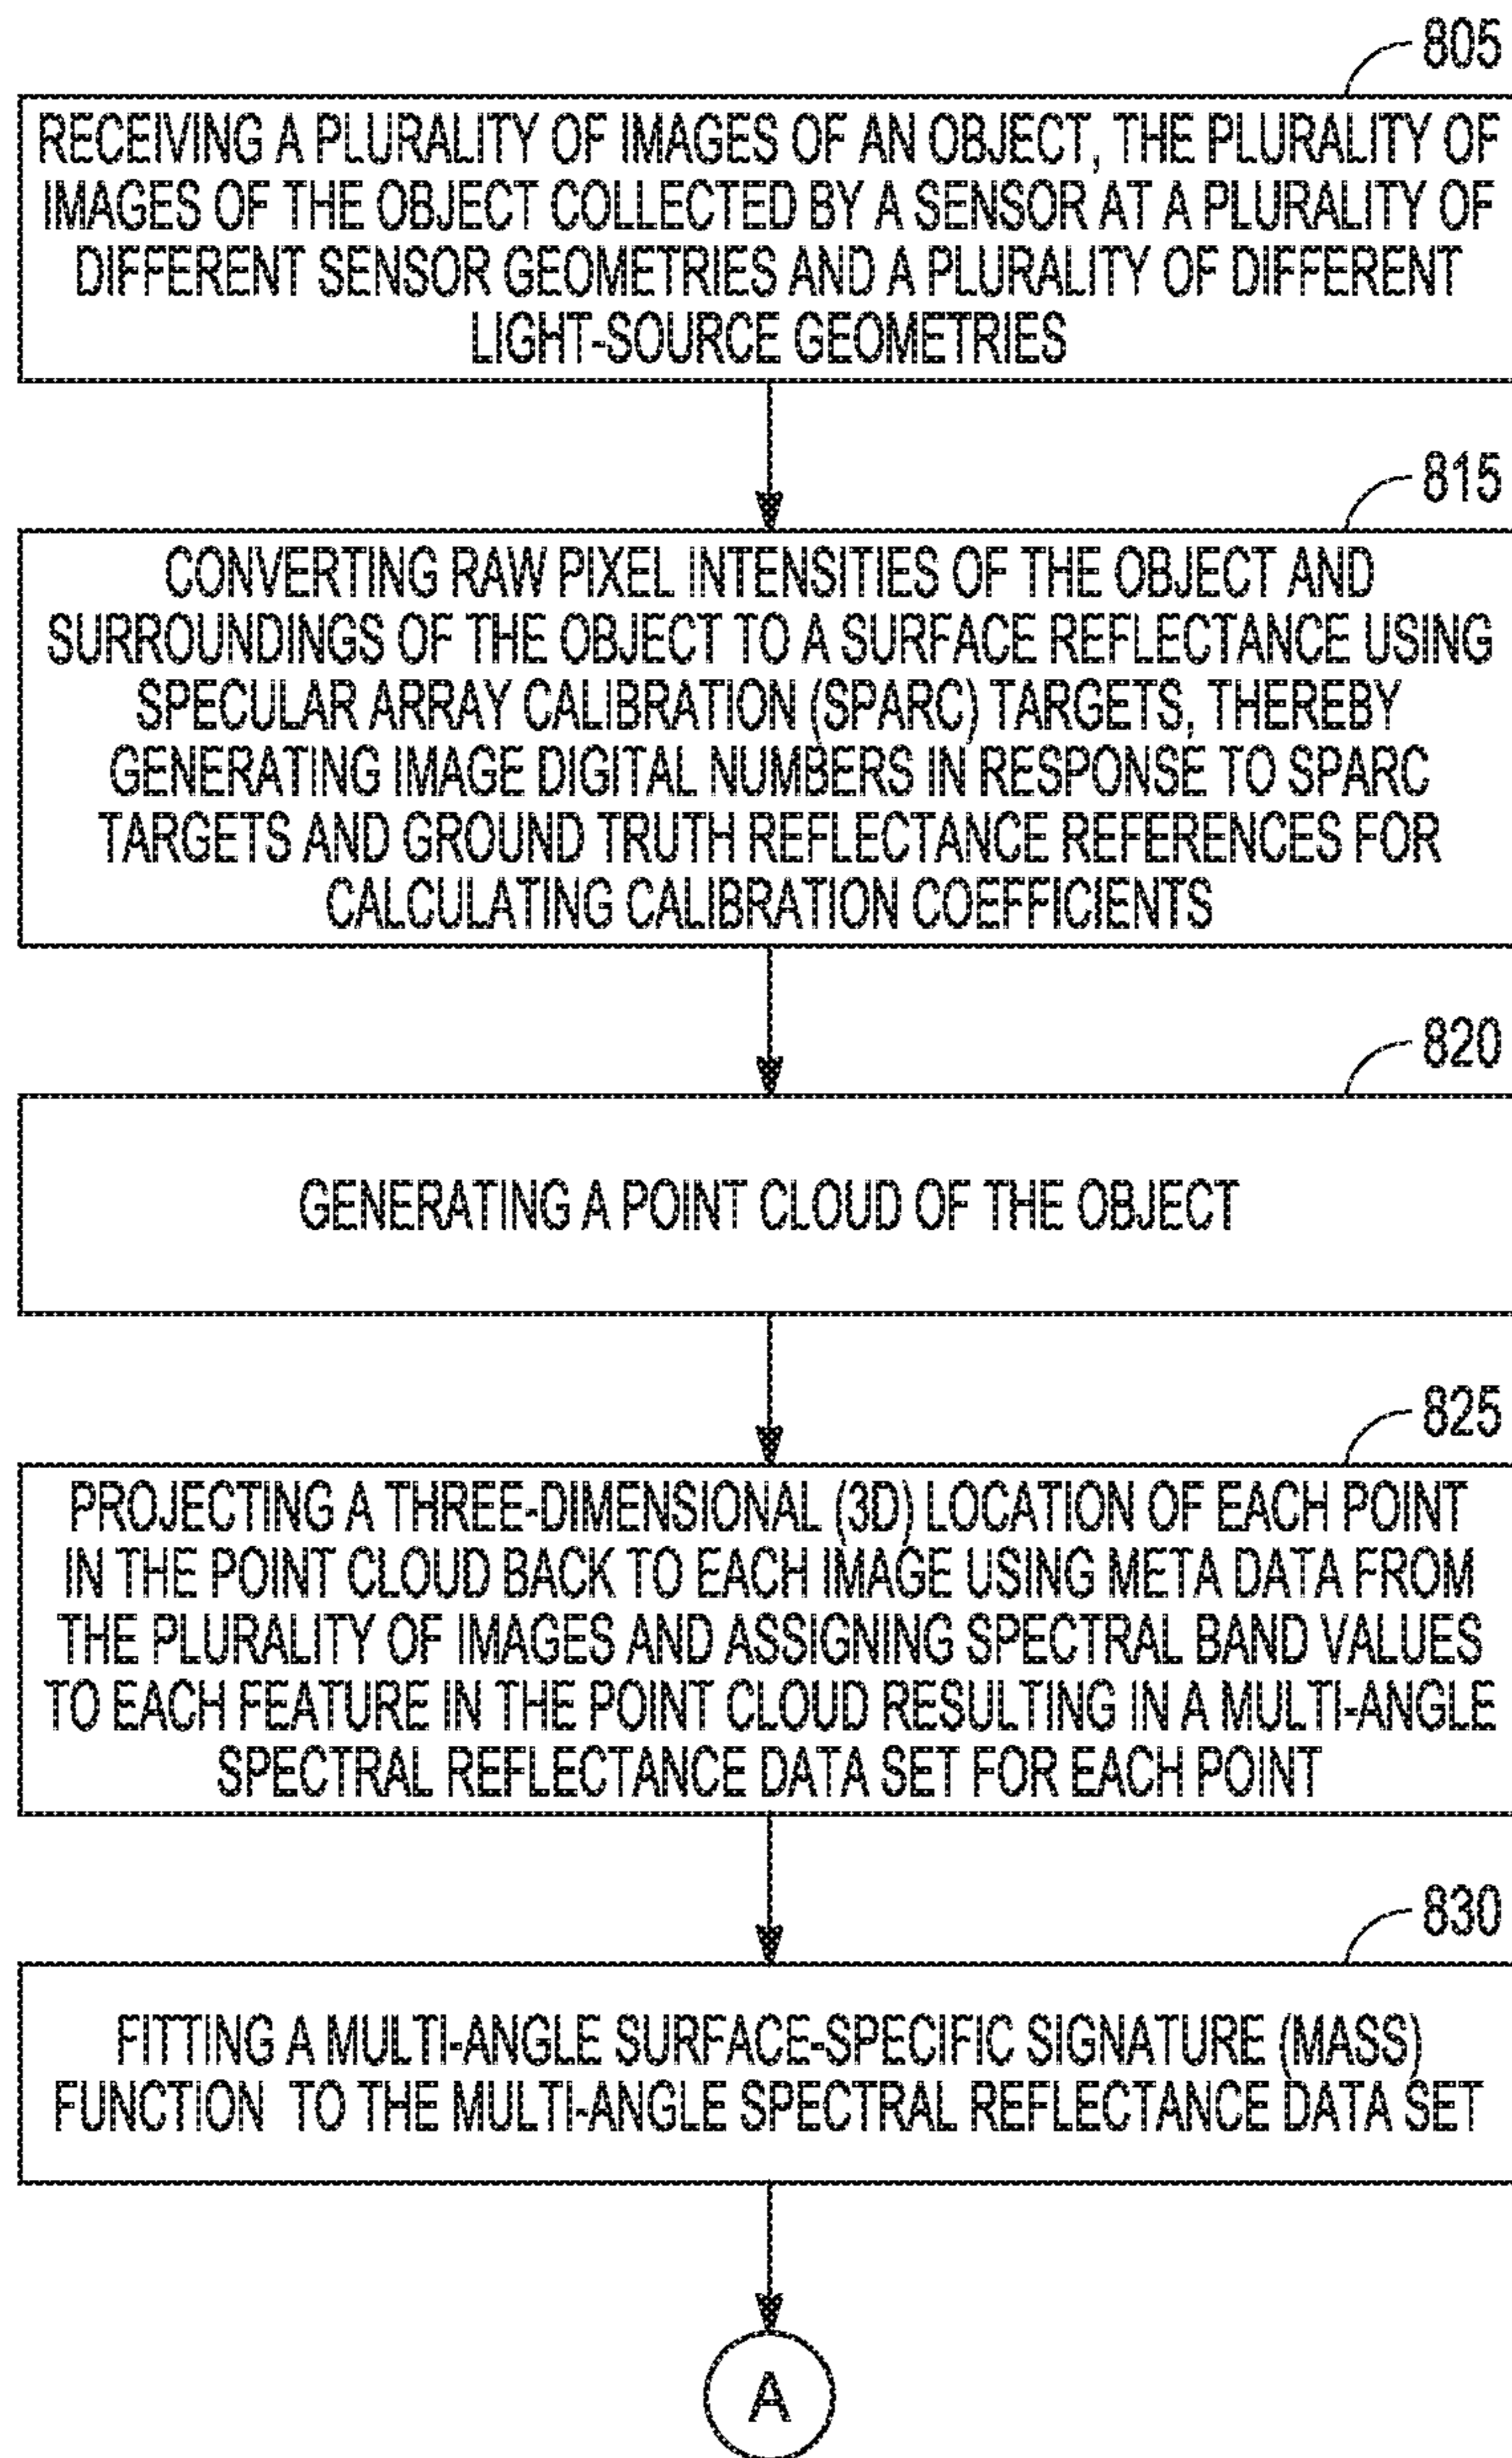 805
RECEIVING A PLURALITY OF IMAGES OF AN OBJECT, THE PLURALITY OF
IMAGES OF THE OBJECT COLLECTED BY A SENSOR AT A PLURALITY OF
DIFFERENT SENSOR GEOMETRIES AND A PLURALITY OF DIFFERENT
LIGHT-SOURCE GEOMETRIES
815
CONVERTING RAW PIXEL INTENSITIES OF THE OBJECT AND
SURROUNDINGS OF THE OBJECT TO A SURFACE REFLECTANCE USING
SPECULAR ARRAY CALIBRATION (SPARC) TARGETS, THEREBY
GENERATING IMAGE DIGITAL NUMBERS IN RESPONSE TO SPARC
TARGETS AND GROUND TRUTH REFLECTANCE REFERENCES FOR
CALCULATING CALIBRATION COEFFICIENTS
820
GENERATING A POINT CLOUD OF THE OBJECT
825
PROJECTING A THREE-DIMENSIONAL (3D) LOCATION OF EACH POINT
IN THE POINT CLOUD BACK TO EACH IMAGE USING META DATA FROM
THE PLURALITY OF IMAGES AND ASSIGNING SPECTRAL BAND VALUES
TO EACH FEATURE IN THE POINT CLOUD RESULTING IN A MULTI-ANGLE
SPECTRAL REFLECTANCE DATA SET FOR EACH POINT
830
FITTING A MULTI-ANGLE SURFACE-SPECIFIC SIGNATURE (MASS)
FUNCTION TO THE MULTI-ANGLE SPECTRAL REFLECTANCE DATA SET
A